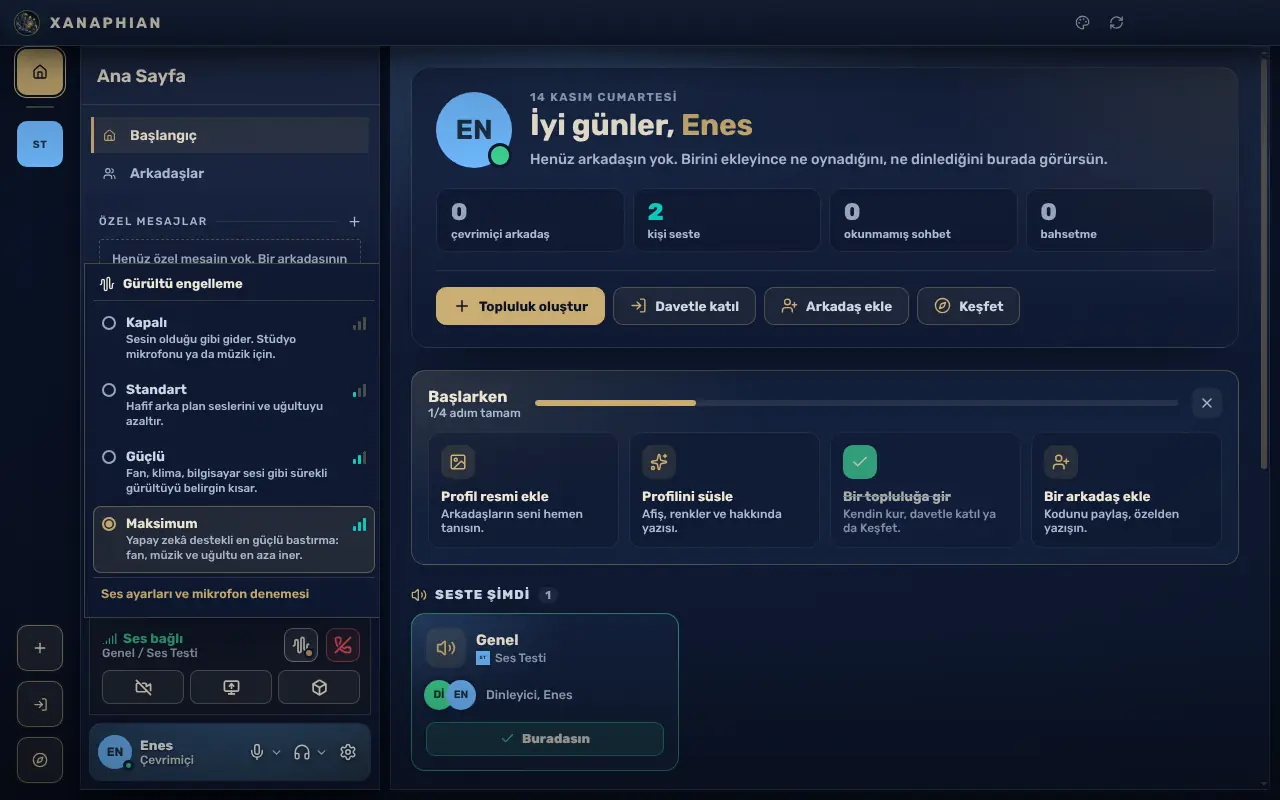 XANAPHIAN
ST
Ana Sayfa
Başlangıç
Arkadaşlar
ÖZEL MESAJLAR
Henüz özel mesajın yok. Bir arkadaşının
Gürültü engelleme
Kapalı
Sesin olduğu gibi gider. Stüdyo
mikrofonu ya da müzik için.
Standart
Hafif arka plan seslerini ve uğultuyu
azaltır.
Güçlü
Fan, klima, bilgisayar sesi gibi sürekli
gürültüyü belirgin kısar.
Maksimum
Yapay zekâ destekli en güçlü bastırma:
fan, müzik ve uğultu en aza iner.
Ses ayarları ve mikrofon denemesi
Ses bağlı
Genel / Ses Testi
EN
Enes
Çevrimiçi
EN
14 KASIM CUMARTESİ
İyi günler, Enes
Henüz arkadaşın yok. Birini ekleyince ne oynadığını, ne dinlediğini burada görürsün.
0
çevrimiçi arkadaş
2
kişi seste
0
okunmamış sohbet
0
bahsetme
Topluluk oluştur
Davetle katıl
Arkadaş ekle
Keşfet
Başlarken
1/4 adım tamam
Profil resmi ekle
Arkadaşların seni hemen
tanısın.
Profilini süsle
Afiş, renkler ve hakkında
yazısı.
Bir topluluğa gir
Kendin kur, davetle katıl ya
da Keşfet.
Bir arkadaş ekle
Kodunu paylaş, özelden
yazışın.
SESTE ŞİMDİ 1
Genel
ST Ses Testi
Dİ EN Dinleyici, Enes
Buradasın